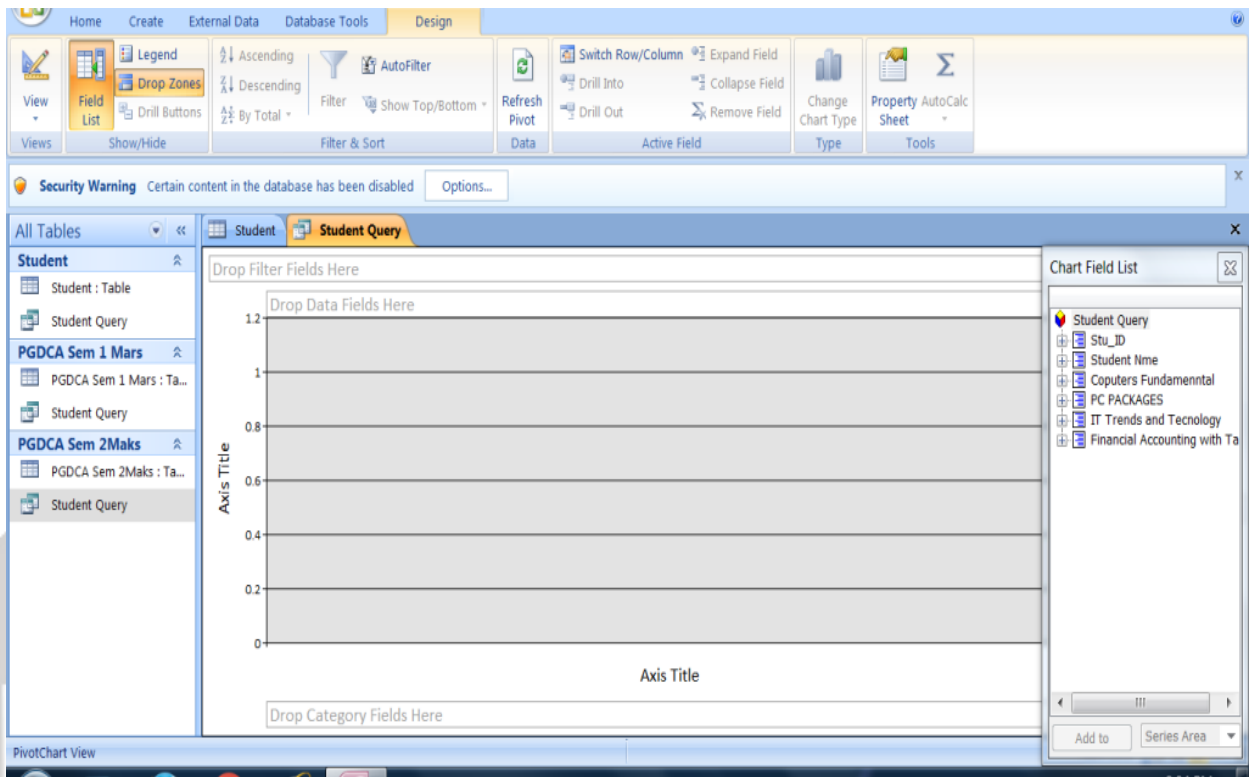 Home Create External Data Database Tools Design
View
Views
Field List
Legend
Drop Zones
Drill Buttons
Show/Hide
Ascending
Descending
By Total
Filter
AutoFilter
Show Top/Bottom
Filter & Sort
Refresh Pivot
Data
Switch Row/Column
Drill Into
Drill Out
Expand Field
Collapse Field
Remove Field
Active Field
Change Chart Type
Type
Property Sheet
AutoCalc
Tools
Security Warning Certain content in the database has been disabled Options...
All Tables
Student
Student : Table
Student Query
PGDCA Sem 1 Mars
PGDCA Sem 1 Mars : Ta...
Student Query
PGDCA Sem 2Maks
PGDCA Sem 2Maks : Ta...
Student Query
Student Student Query
Drop Filter Fields Here
Drop Data Fields Here
1.2
1
0.8
0.6
0.4
0.2
0
Axis Title
Axis Title
Drop Category Fields Here
Chart Field List
Student Query
Stu_ID
Student Nme
Coputers Fundamenntal
PC PACKAGES
IT Trends and Tecnology
Financial Accounting with Ta
Add to Series Area
PivotChart View